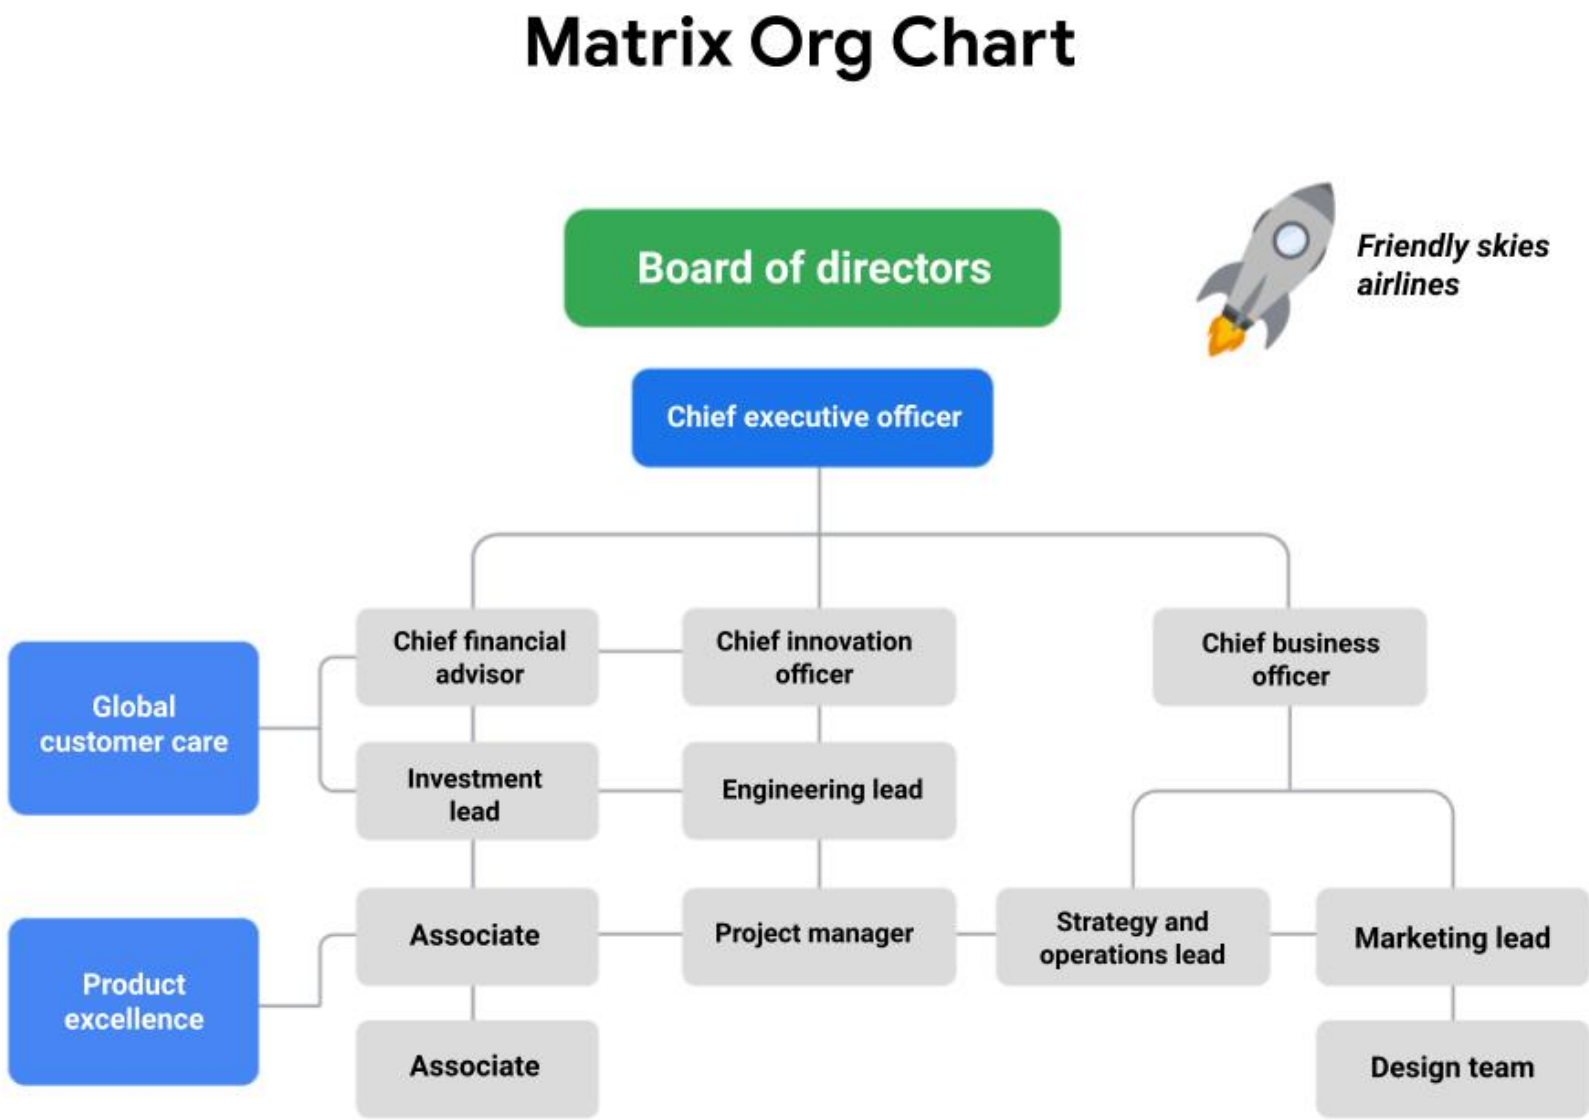 Matrix Org Chart
Board of directors
Friendly skies
airlines
Chief executive officer
Chief financial
advisor
Chief innovation
officer
Chief business
officer
Global
customer care
Investment
lead
Engineering lead
Associate
Project manager
Strategy and
operations lead
Marketing lead
Product
excellence
Associate
Design team